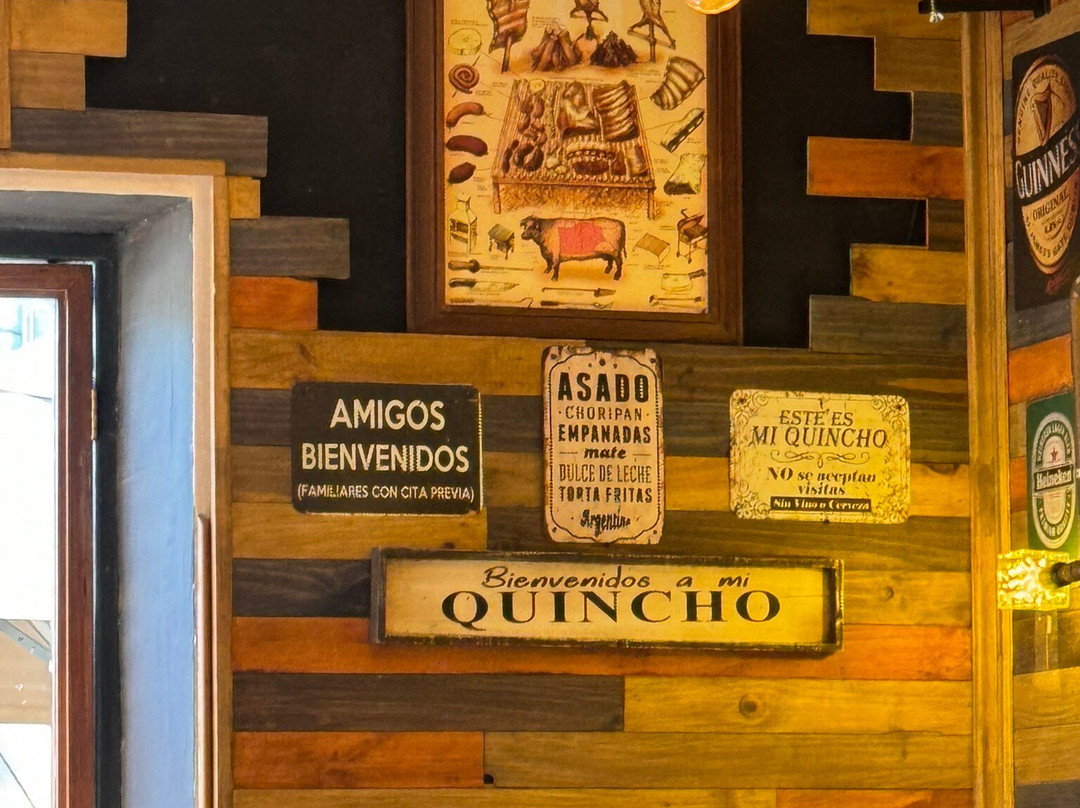 AMIGOS
BIENVENIDOS
(FAMILIARES CON CITA PREVIA)
ASADO
CHORIPAN
EMPANADAS
mate
DULCE DE LECHE
TORTA FRITAS
Argentina
ESTE ES
MI QUINCHO
NO se aceptan
visitas
Sin Vino o Cerveza
Bienvenidos a mi
QUINCHO
GUINNESS
ORIGINAL
Heineken